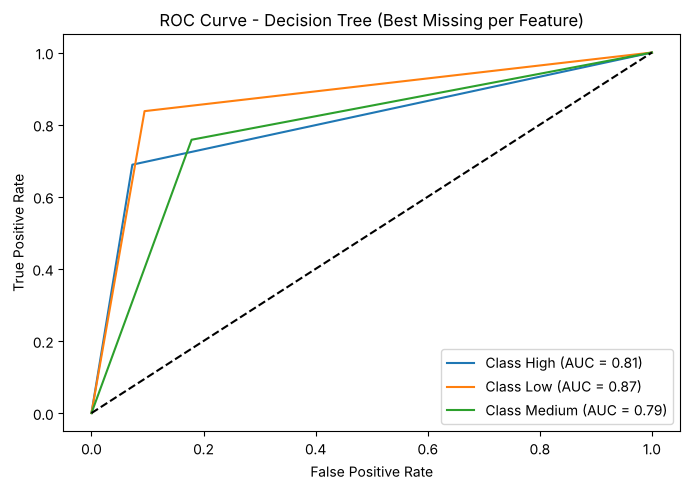 ROC Curve - Decision Tree (Best Missing per Feature)
True Positive Rate
1.0
0.8
0.6
0.4
0.2
0.0
Class High (AUC = 0.81)
Class Low (AUC = 0.87)
Class Medium (AUC = 0.79)
0.0 0.2 0.4 0.6 0.8 1.0
False Positive Rate